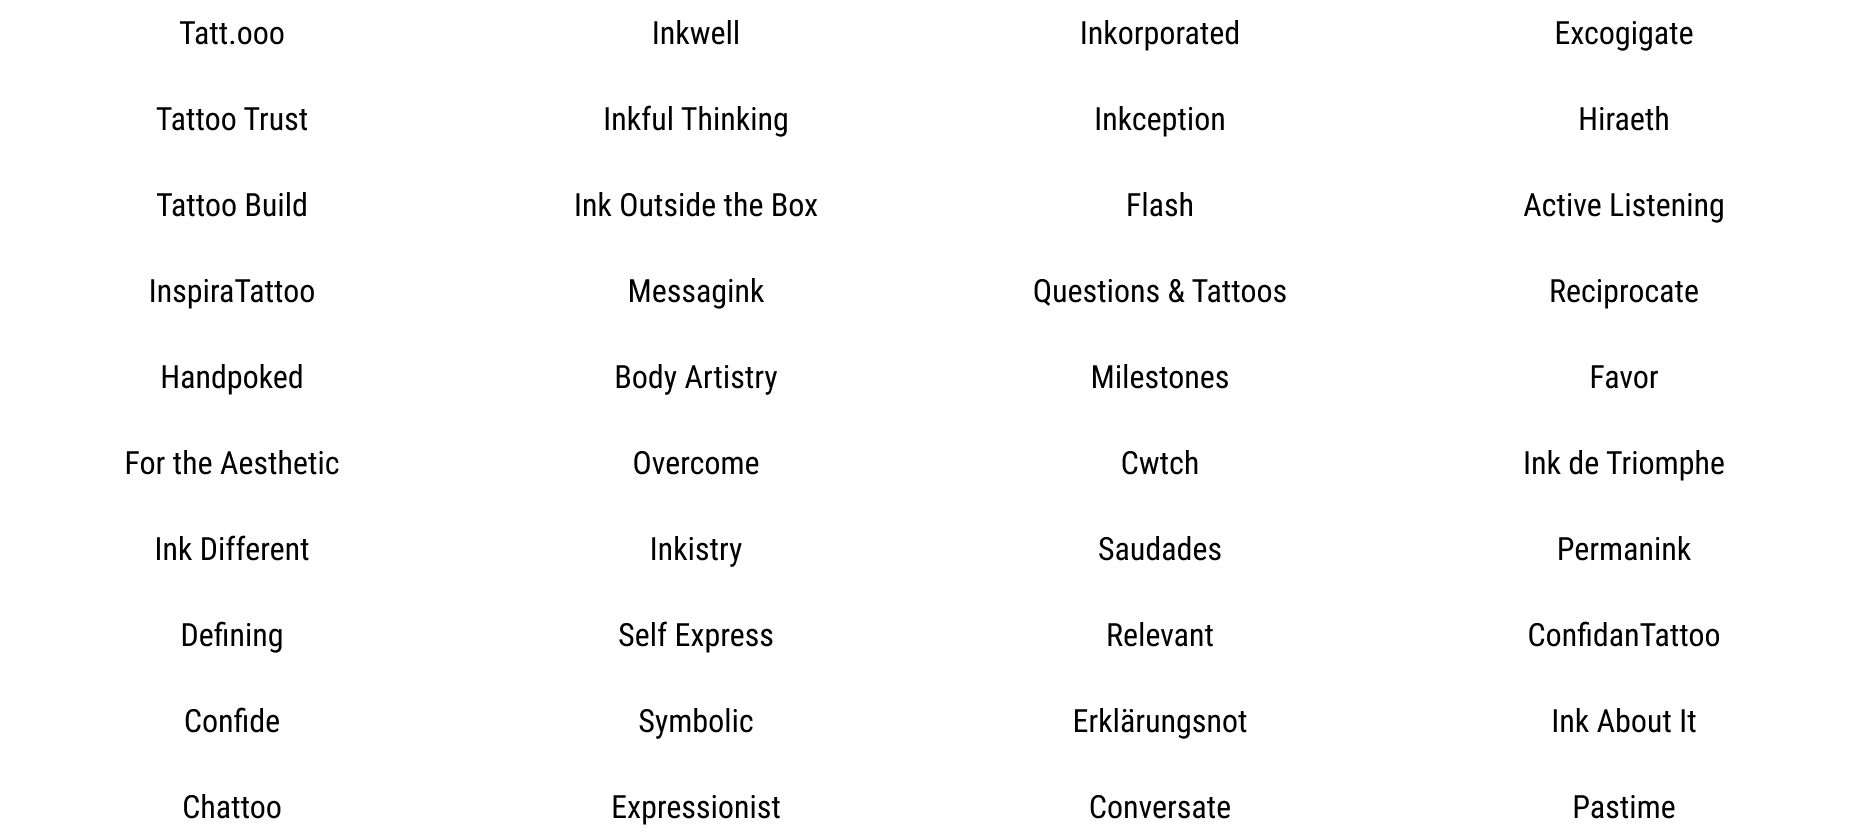 Tatt.ooo Inkwell Inkorporated Excogigate
Tattoo Trust Inkful Thinking Inkception Hiraeth
Tattoo Build Ink Outside the Box Flash Active Listening
InspiraTattoo Messagink Questions & Tattoos Reciprocate
Handpoked Body Artistry Milestones Favor
For the Aesthetic Overcome Cwtch Ink de Triomphe
Ink Different Inkistry Saudades Permanink
Defining Self Express Relevant ConfidanTattoo
Confide Symbolic Erklärungsnot Ink About It
Chattoo Expressionist Conversate Pastime